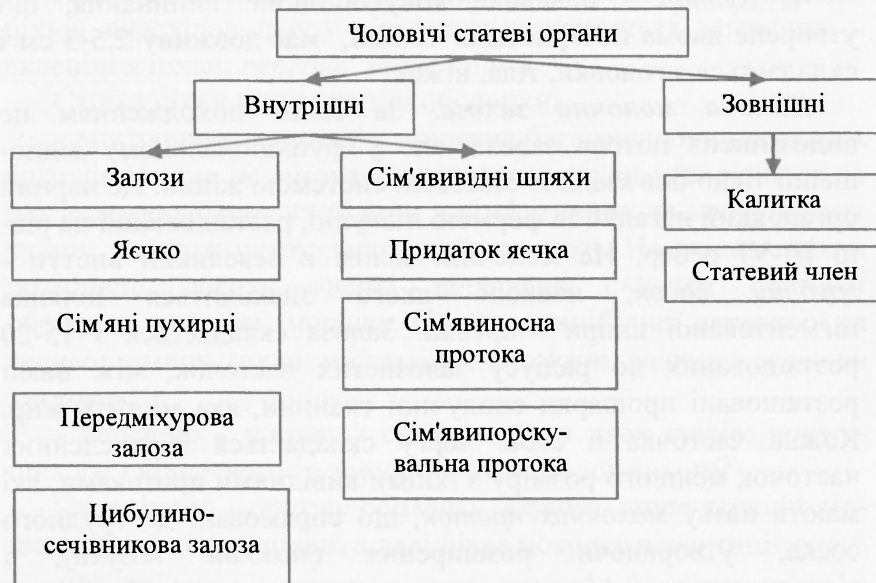 Чоловічі статеві органи
Внутрішні
Зовнішні
Залози
Сім'явивідні шляхи
Калитка
Яєчко
Придаток яєчка
Статевий член
Сім'яні пухирці
Сім'явиносна
протока
Передміхурова
залоза
Сім'явипорску-
вальна протока
Цибулино-
сечівникова залоза